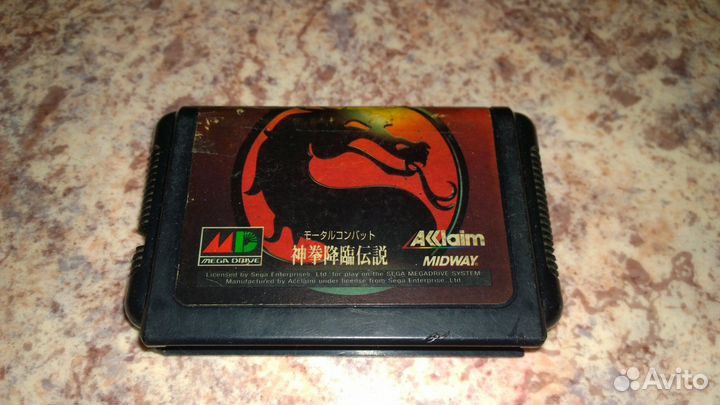 モータルコンバット
神拳降臨伝説
MD
MEGA DRIVE
AKklaim
MIDWAY
Licensed by Sega Enterprises, Ltd. for play on the SEGA MEGADRIVE SYSTEM.
Manufactured by Acclaim under license from Sega Enterprise, Ltd.
Avito